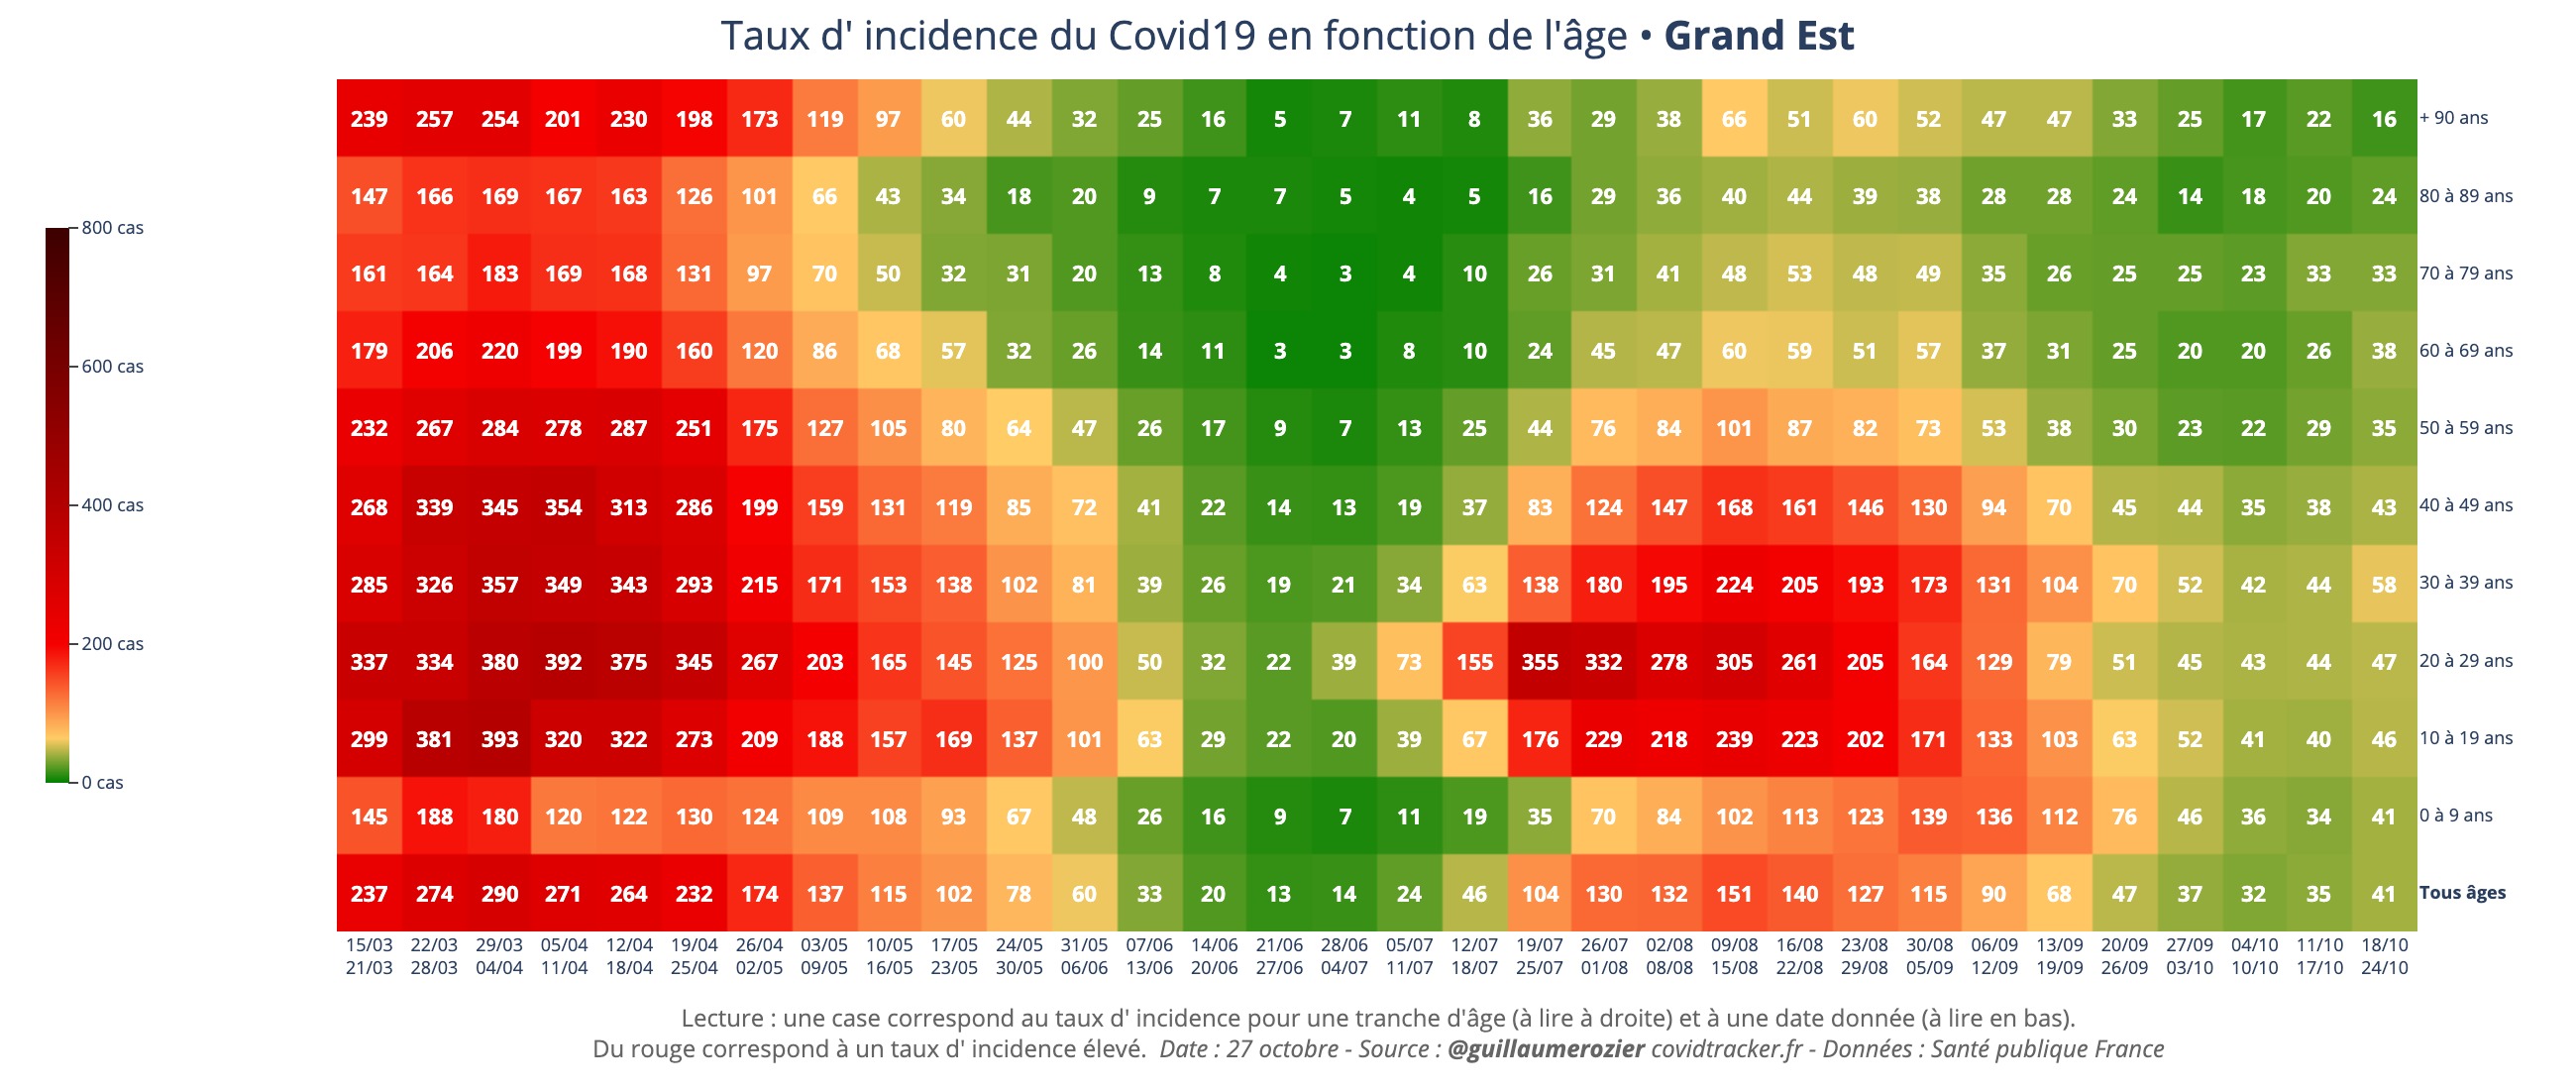 Taux d' incidence du Covid19 en fonction de l'âge • Grand Est
800 cas
600 cas
400 cas
200 cas
0 cas
239 257 254 201 230 198 173 119 97 60 44 32 25 16 5 7 11 8 36 29 38 66 51 60 52 47 47 33 25 17 22 16 + 90 ans
147 166 169 167 163 126 101 66 43 34 18 20 9 7 7 5 4 5 16 29 36 40 44 39 38 28 28 24 14 18 20 24 80 à 89 ans
161 164 183 169 168 131 97 70 50 32 31 20 13 8 4 3 4 10 26 31 41 48 53 48 49 35 26 25 25 23 33 33 70 à 79 ans
179 206 220 199 190 160 120 86 68 57 32 26 14 11 3 3 8 10 24 45 47 60 59 51 57 37 31 25 20 20 26 38 60 à 69 ans
232 267 284 278 287 251 175 127 105 80 64 47 26 17 9 7 13 25 44 76 84 101 87 82 73 53 38 30 23 22 29 35 50 à 59 ans
268 339 345 354 313 286 199 159 131 119 85 72 41 22 14 13 19 37 83 124 147 168 161 146 130 94 70 45 44 35 38 43 40 à 49 ans
285 326 357 349 343 293 215 171 153 138 102 81 39 26 19 21 34 63 138 180 195 224 205 193 173 131 104 70 52 42 44 58 30 à 39 ans
337 334 380 392 375 345 267 203 165 145 125 100 50 32 22 39 73 155 355 332 278 305 261 205 164 129 79 51 45 43 44 47 20 à 29 ans
299 381 393 320 322 273 209 188 157 169 137 101 63 29 22 20 39 67 176 229 218 239 223 202 171 133 103 63 52 41 40 46 10 à 19 ans
145 188 180 120 122 130 124 109 108 93 67 48 26 16 9 7 11 19 35 70 84 102 113 123 139 136 112 76 46 36 34 41 0 à 9 ans
237 274 290 271 264 232 174 137 115 102 78 60 33 20 13 14 24 46 104 130 132 151 140 127 115 90 68 47 37 32 35 41 Tous âges
15/03 22/03 29/03 05/04 12/04 19/04 26/04 03/05 10/05 17/05 24/05 31/05 07/06 14/06 21/06 28/06 05/07 12/07 19/07 26/07 02/08 09/08 16/08 23/08 30/08 06/09 13/09 20/09 27/09 04/10 11/10 18/10
21/03 28/03 04/04 11/04 18/04 25/04 02/05 09/05 16/05 23/05 30/05 06/06 13/06 20/06 27/06 04/07 11/07 18/07 25/07 01/08 08/08 15/08 22/08 29/08 05/09 12/09 19/09 26/09 03/10 10/10 17/10 24/10
Lecture : une case correspond au taux d' incidence pour une tranche d'âge (à lire à droite) et à une date donnée (à lire en bas).
Du rouge correspond à un taux d' incidence élevé. Date : 27 octobre - Source : @guillaumerozier covidtracker.fr - Données : Santé publique France